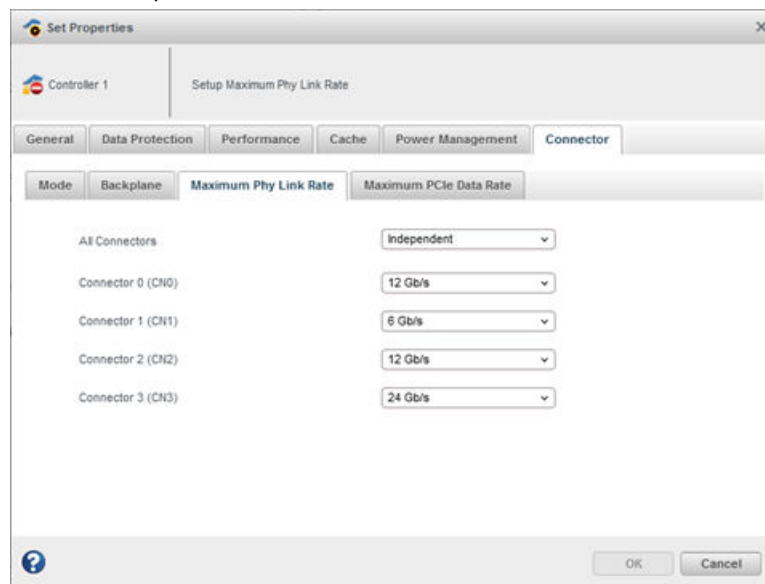 Set Properties
Controller 1
Setup Maximum Phy Link Rate
General Data Protection Performance Cache Power Management Connector
Mode Backplane Maximum Phy Link Rate Maximum PCIe Data Rate
All Connectors Independent
Connector 0 (CN0) 12 Gb/s
Connector 1 (CN1) 6 Gb/s
Connector 2 (CN2) 12 Gb/s
Connector 3 (CN3) 24 Gb/s
OK Cancel